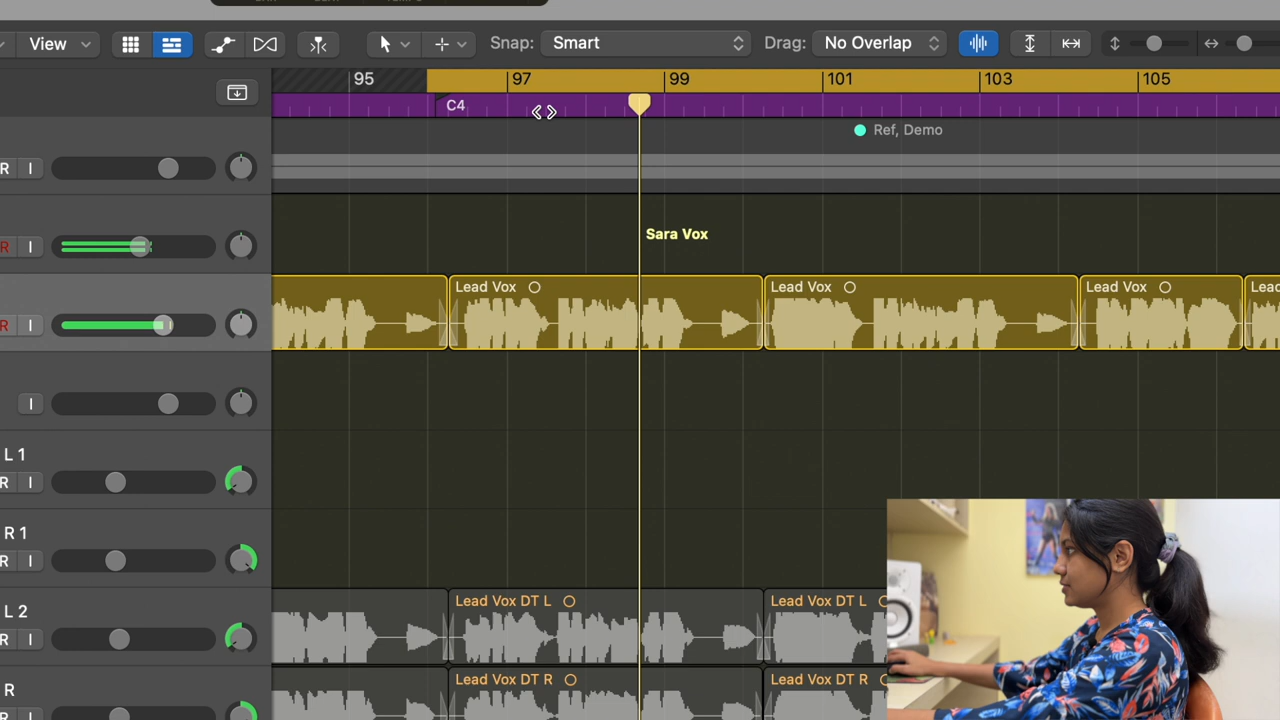 View Snap: Smart Drag: No Overlap
95 97 99 101 103 105
C4
Ref, Demo
R I
Sara Vox
R I
Lead Vox Lead Vox Lead Vox Lead
R I
I
L 1
R I
R 1
R I
Lead Vox DT L Lead Vox DT L
L 2
R I
Lead Vox DT R Lead Vox DT R
R
R I